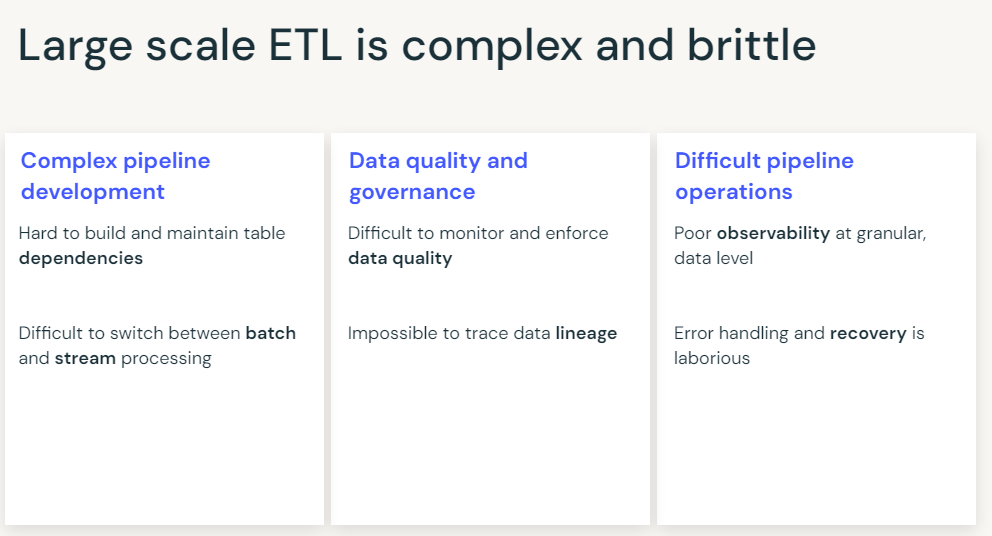 Large scale ETL is complex and brittle
Complex pipeline
development
Hard to build and maintain table
dependencies
Difficult to switch between batch
and stream processing
Data quality and
governance
Difficult to monitor and enforce
data quality
Impossible to trace data lineage
Difficult pipeline
operations
Poor observability at granular,
data level
Error handling and recovery is
laborious